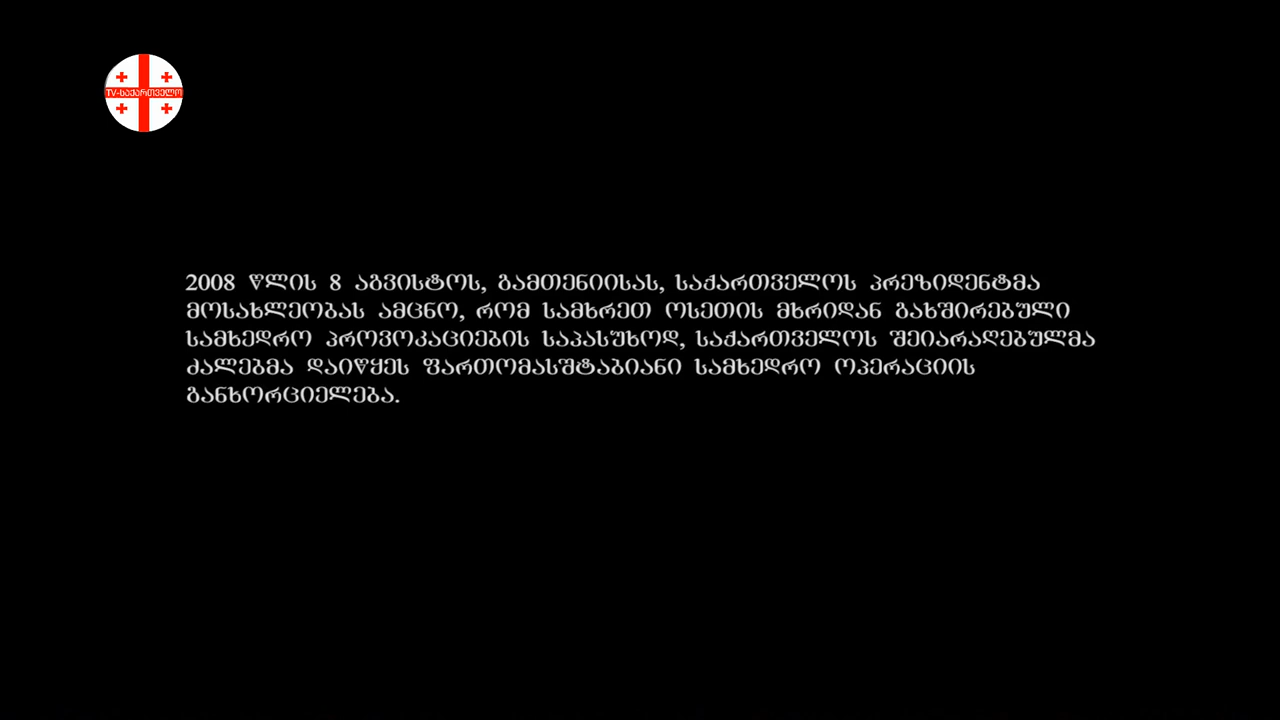 TV-საქართველო
2008 წლის 8 აგვისტოს, გამთენიისას, საქართველოს პრეზიდენტმა
მოსახლეობას ამცნო, რომ სამხრეთ ოსეთის მხრიდან გახშირებული
სამხედრო პროვოკაციების საპასუხოდ, საქართველოს შეიარაღებულმა
ძალებმა დაიწყეს ფართომასშტაბიანი სამხედრო ოპერაციის
განხორციელება.